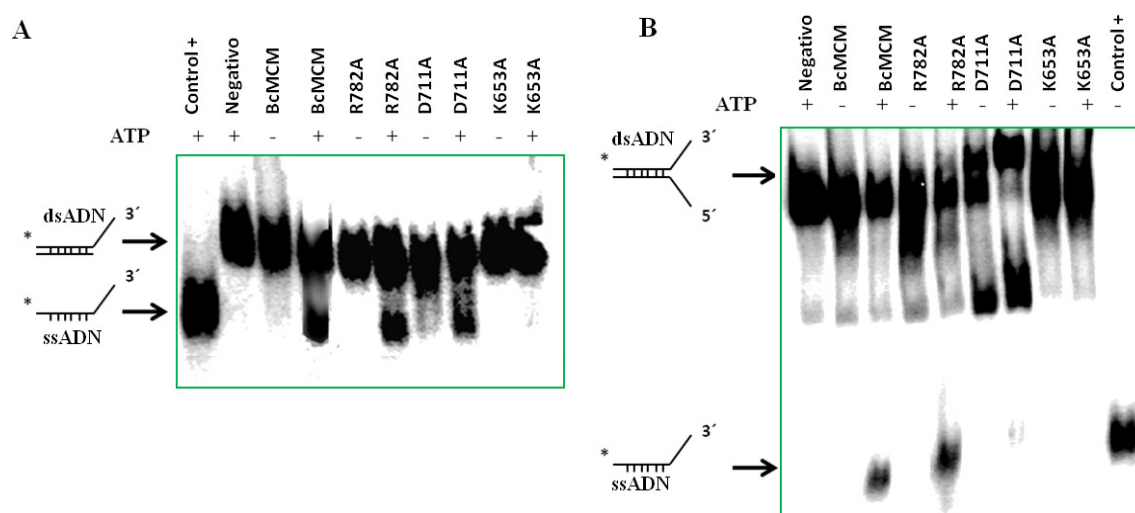 A
Control +
Negativo
BcMCM
BcMCM
R782A
R782A
D711A
D711A
K653A
K653A
ATP
+ + - + - + - + - +
dsADN
*
3´
3´
*
ssADN
B
Negativo
BcMCM
BcMCM
R782A
R782A
D711A
D711A
K653A
K653A
Control +
ATP
+ - + - + - + - + -
dsADN
3´
*
5´
3´
*
ssADN